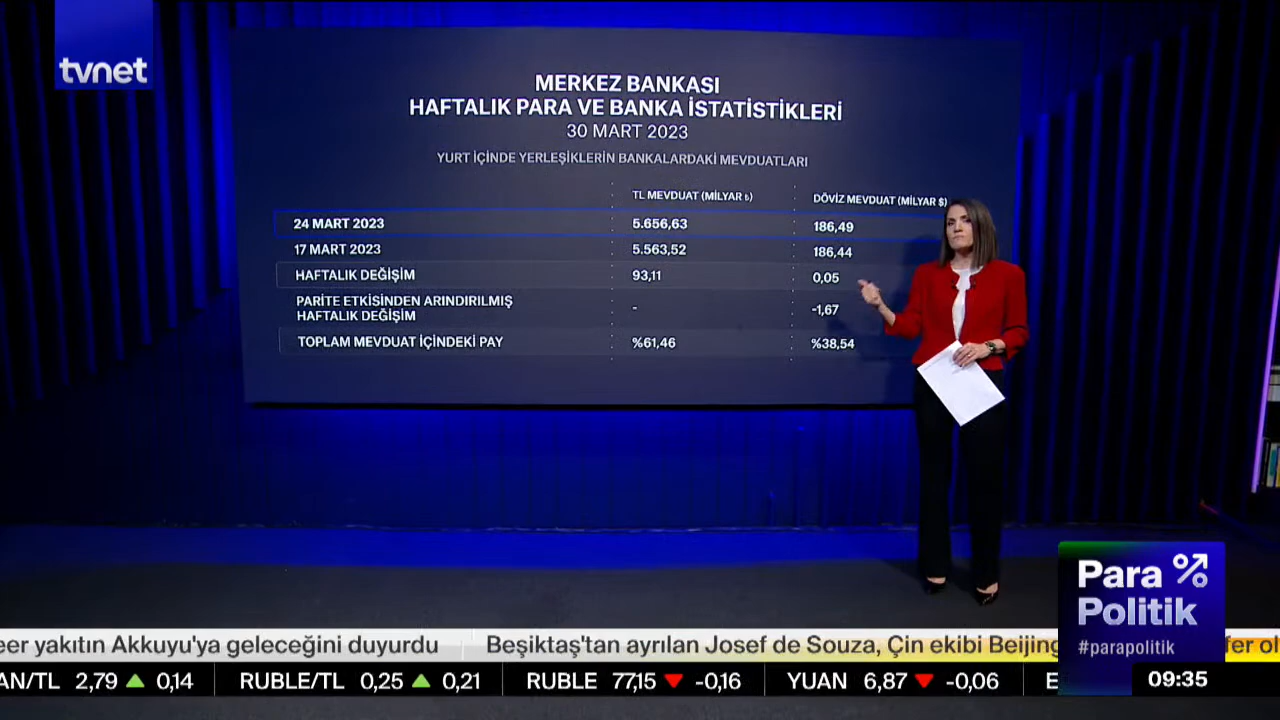 tvnet
MERKEZ BANKASI
HAFTALIK PARA VE BANKA İSTATİSTİKLERİ
30 MART 2023
YURT İÇİNDE YERLEŞİKLERİN BANKALARDAKİ MEVDUATLARI
TL MEVDUAT (MİLYAR ₺) DÖVİZ MEVDUAT (MİLYAR $)
24 MART 2023 5.656,63 186,49
17 MART 2023 5.563,52 186,44
HAFTALIK DEĞİŞİM 93,11 0,05
PARİTE ETKİSİNDEN ARINDIRILMIŞ
HAFTALIK DEĞİŞİM - -1,67
TOPLAM MEVDUAT İÇİNDEKİ PAY %61,46 %38,54
Para %
Politik
#parapolitik
yakıtın Akkuyu'ya geleceğini duyurdu Beşiktaş'tan ayrılan Josef de Souza, Çin ekibi Beijing
AN/TL 2,79 ▲ 0,14 RUBLE/TL 0,25 ▲ 0,21 RUBLE 77,15 ▼ -0,16 YUAN 6,87 ▼ -0,06 09:35